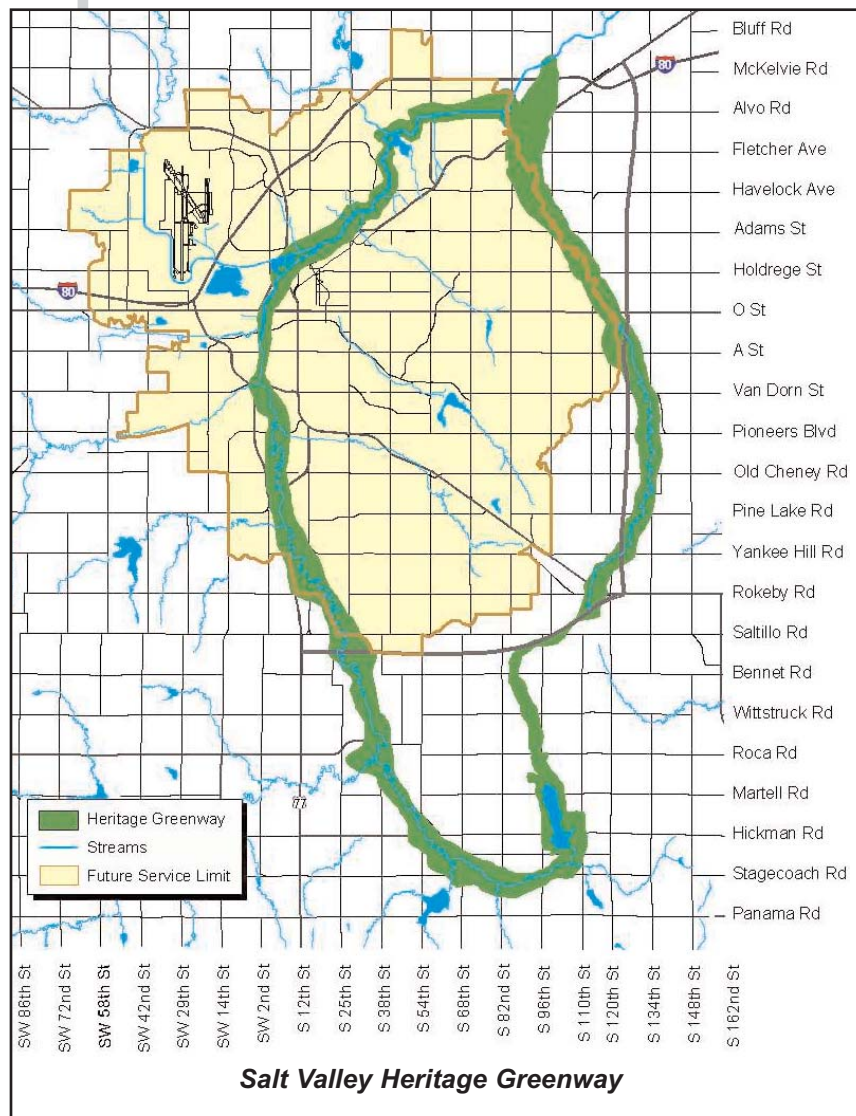 Bluff Rd
80
McKelvie Rd
Alvo Rd
Fletcher Ave
Havelock Ave
Adams St
Holdrege St
80
O St
A St
Van Dorn St
Pioneers Blvd
Old Cheney Rd
Pine Lake Rd
Yankee Hill Rd
Rokeby Rd
Saltillo Rd
Bennet Rd
Wittstruck Rd
Roca Rd
Martell Rd
77
Hickman Rd
Stagecoach Rd
Panama Rd
Heritage Greenway
Streams
Future Service Limit
SW 86th St
SW 72nd St
SW 58th St
SW 42nd St
SW 29th St
SW 14th St
SW 2nd St
S 12th St
S 25th St
S 38th St
S 54th St
S 68th St
S 82nd St
S 96th St
S 110th St
S 120th St
S 134th St
S 148th St
S 162nd St
Salt Valley Heritage Greenway